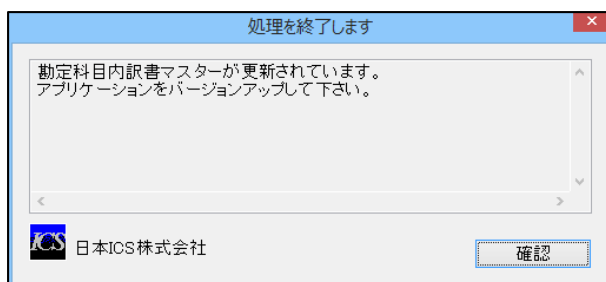 処理を終了します
勘定科目内訳書マスターが更新されています。
アプリケーションをバージョンアップして下さい。
ICS 日本ICS株式会社
確認